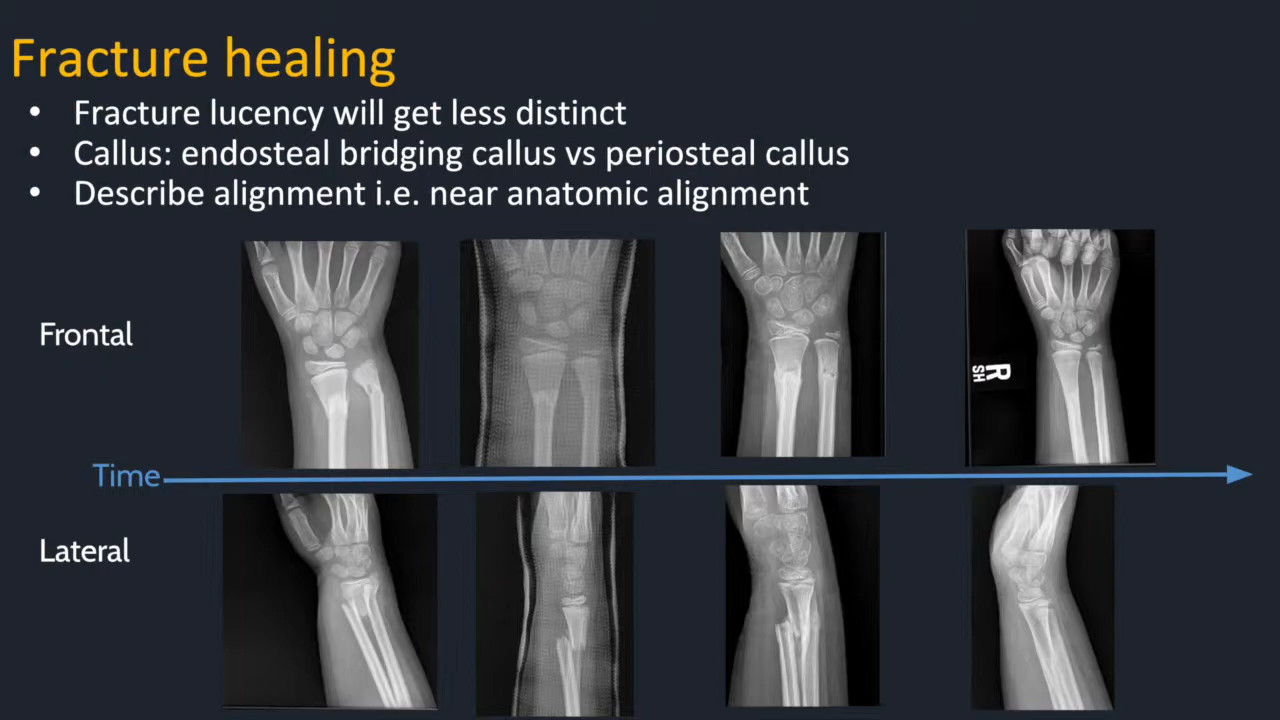 Fracture healing
• Fracture lucency will get less distinct
• Callus: endosteal bridging callus vs periosteal callus
• Describe alignment i.e. near anatomic alignment
Frontal
R
SH
Time
Lateral